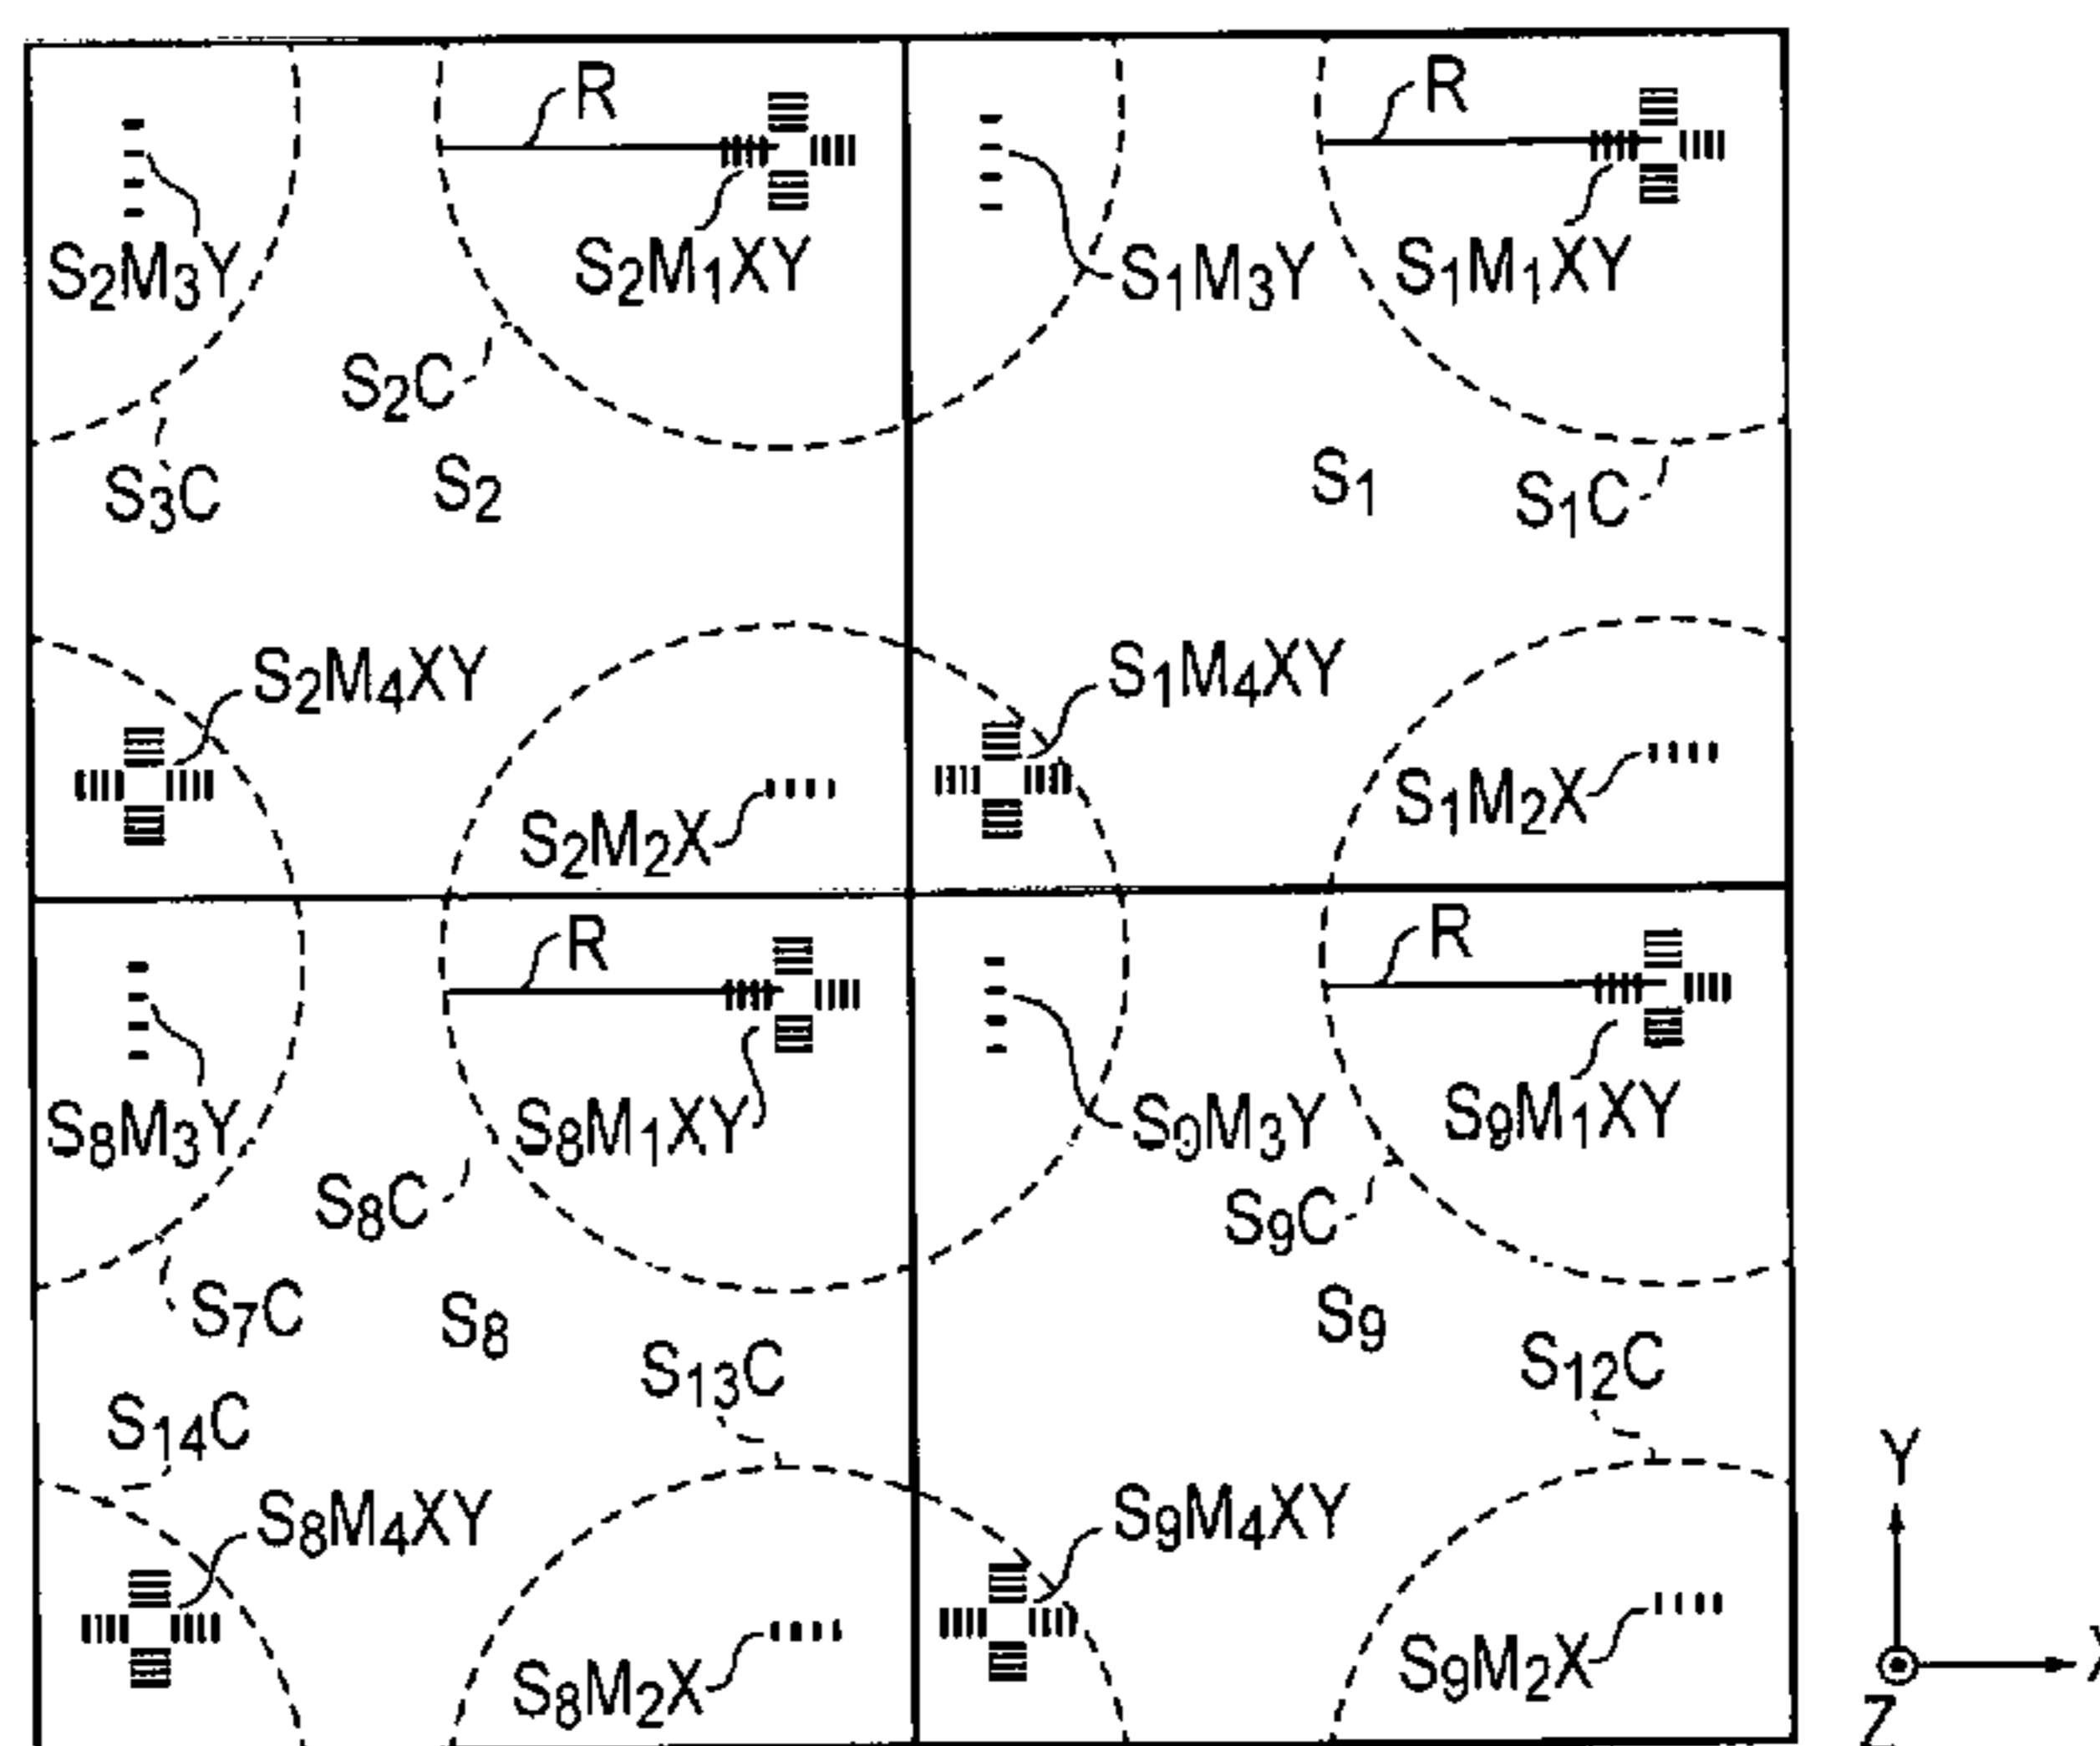 R
R
S2M3Y
S2M1XY
S1M3Y
S1M1XY
S2C
S3C
S2
S1
S1C
S2M4XY
S1M4XY
S2M2X
S1M2X
R
R
S8M3Y
S8M1XY
S9M3Y
S9M1XY
S8C
S9C
S7C
S8
S9
S13C
S12C
S14C
S8M4XY
S9M4XY
S8M2X
S9M2X
Y
X
Z